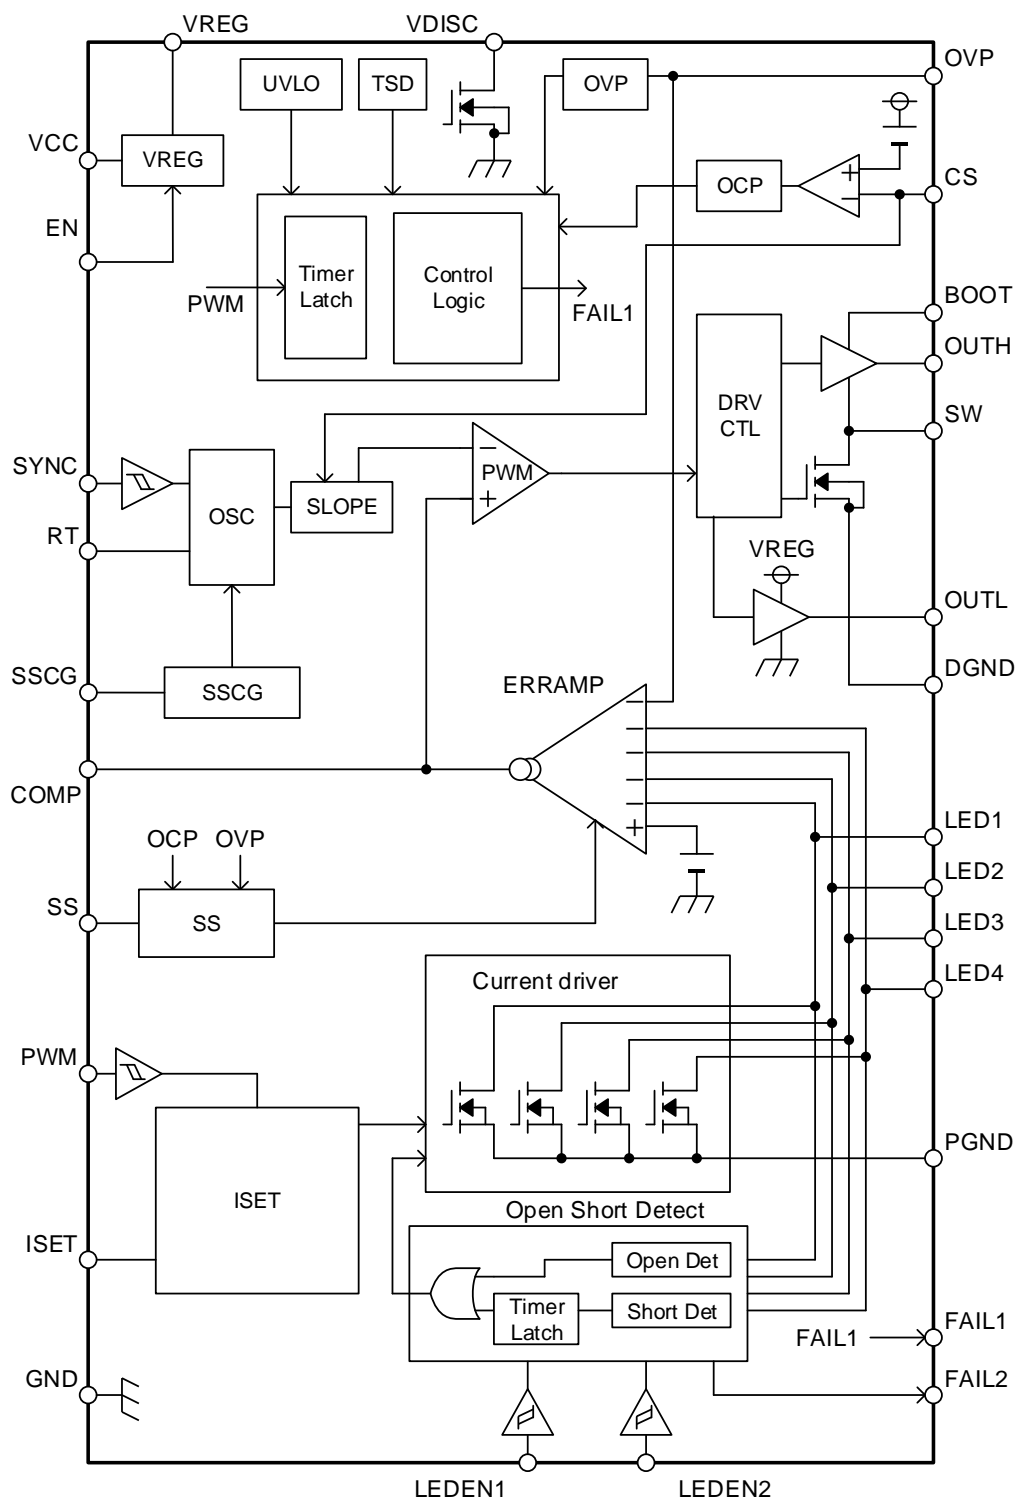 VREG
VDISC
OVP
UVLO
TSD
OVP
VCC
VREG
OCP
CS
EN
Timer
Latch
Control
Logic
PWM
FAIL1
BOOT
OUTH
DRV
CTL
SW
SYNC
OSC
SLOPE
PWM
RT
VREG
OUTL
SSCG
SSCG
ERRAMP
DGND
COMP
LED1
OCP
OVP
LED2
SS
SS
LED3
LED4
Current driver
PWM
PGND
ISET
Open Short Detect
ISET
Open Det
Timer
Latch
Short Det
FAIL1
FAIL1
GND
FAIL2
LEDEN1
LEDEN2